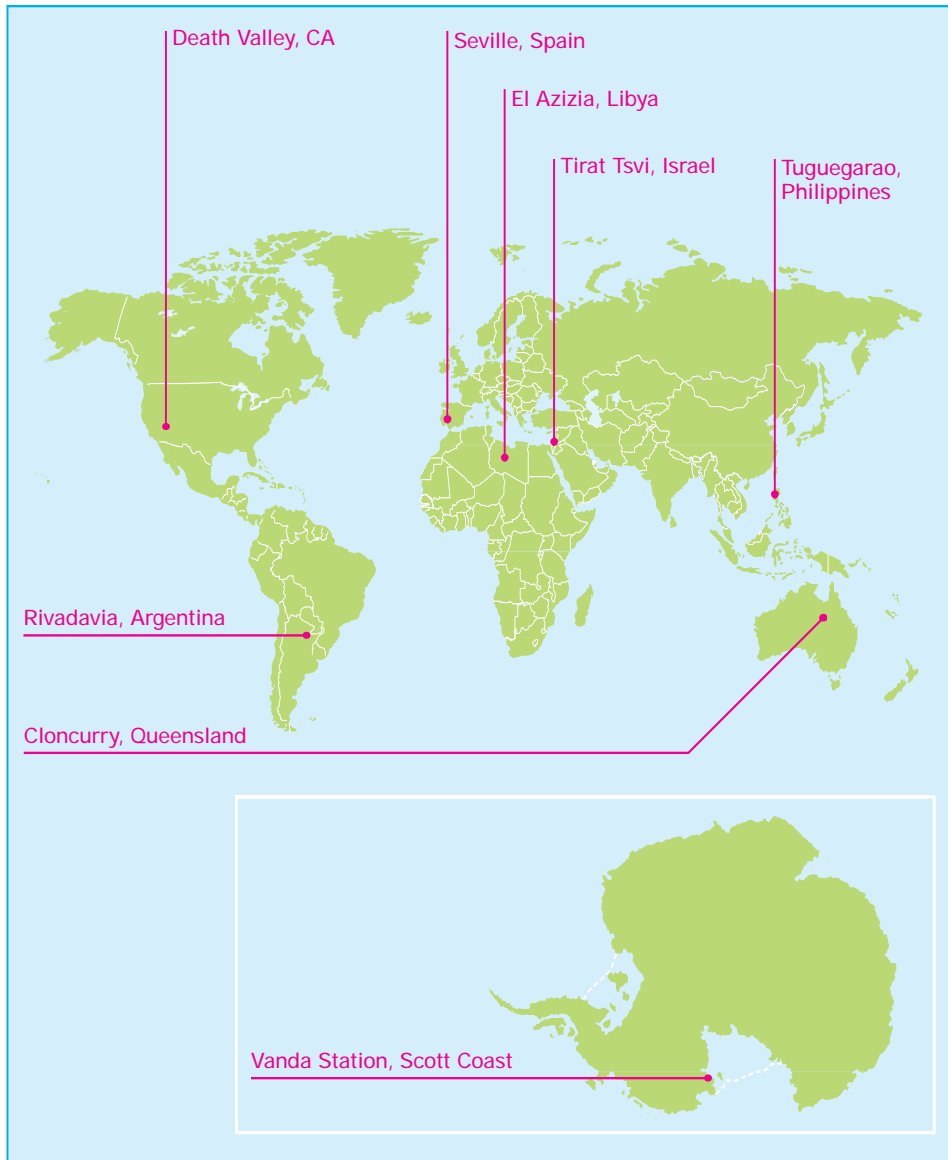 Death Valley, CA
Seville, Spain
El Azizia, Libya
Tirat Tsvi, Israel
Tuguegarao,
Philippines
Rivadavia, Argentina
Cloncurry, Queensland
Vanda Station, Scott Coast